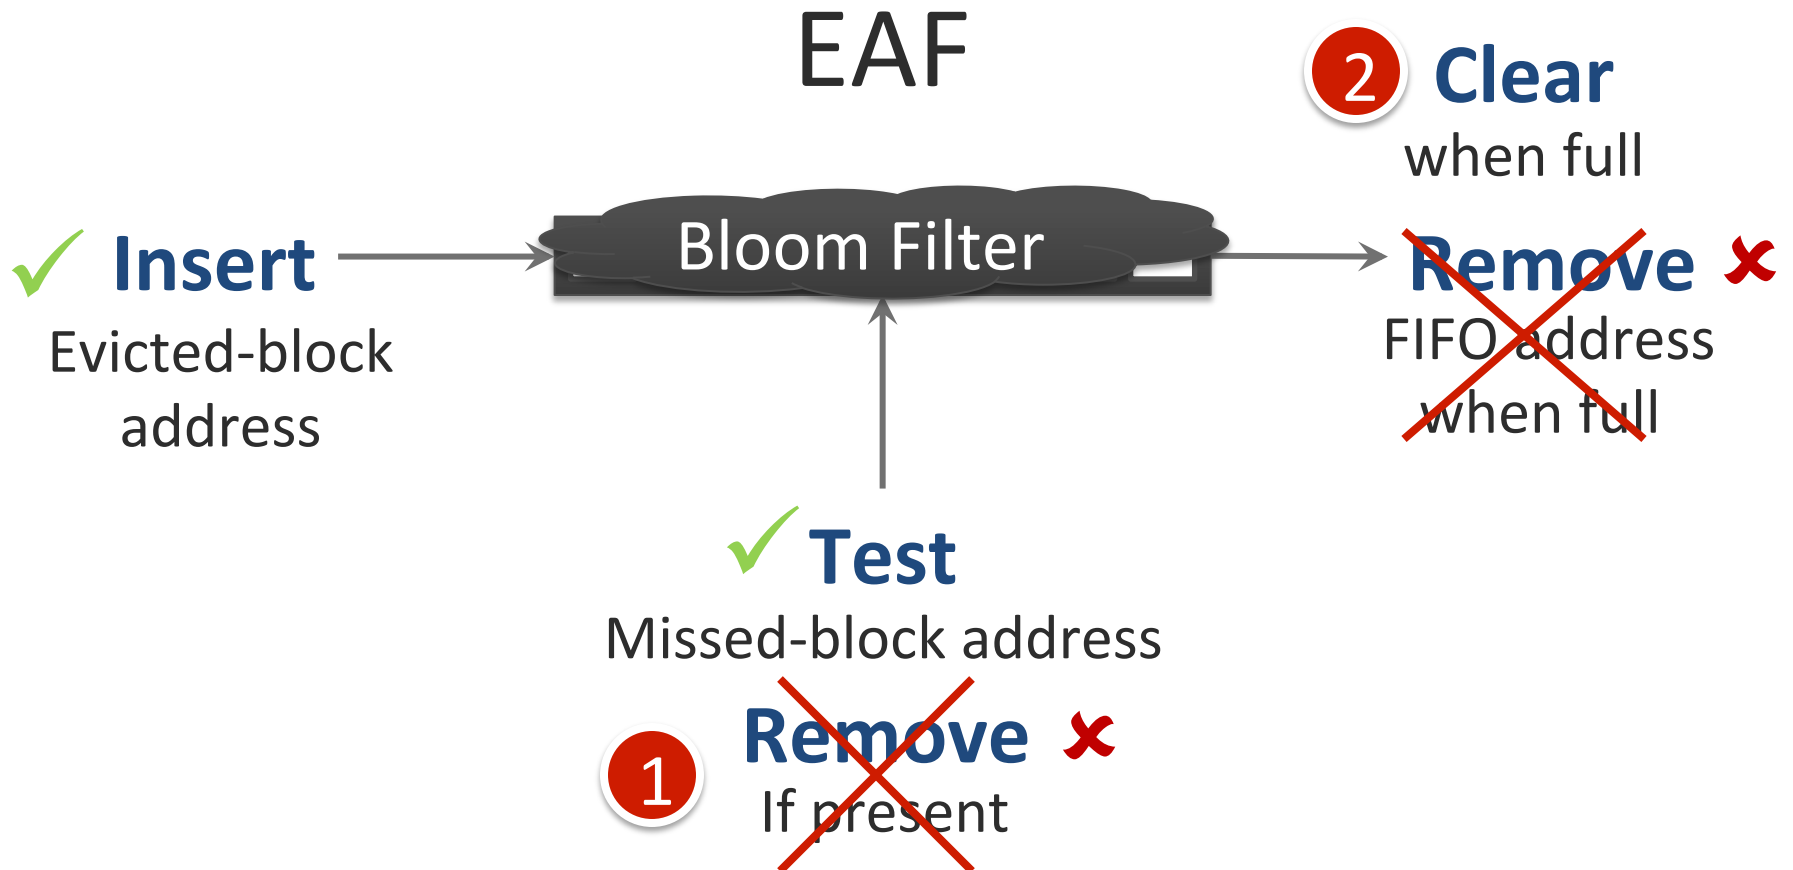 EAF
2 Clear
when full
Bloom Filter
Insert
Evicted-block
address
Remove
FIFO address
when full
Test
Missed-block address
1 Remove
If present